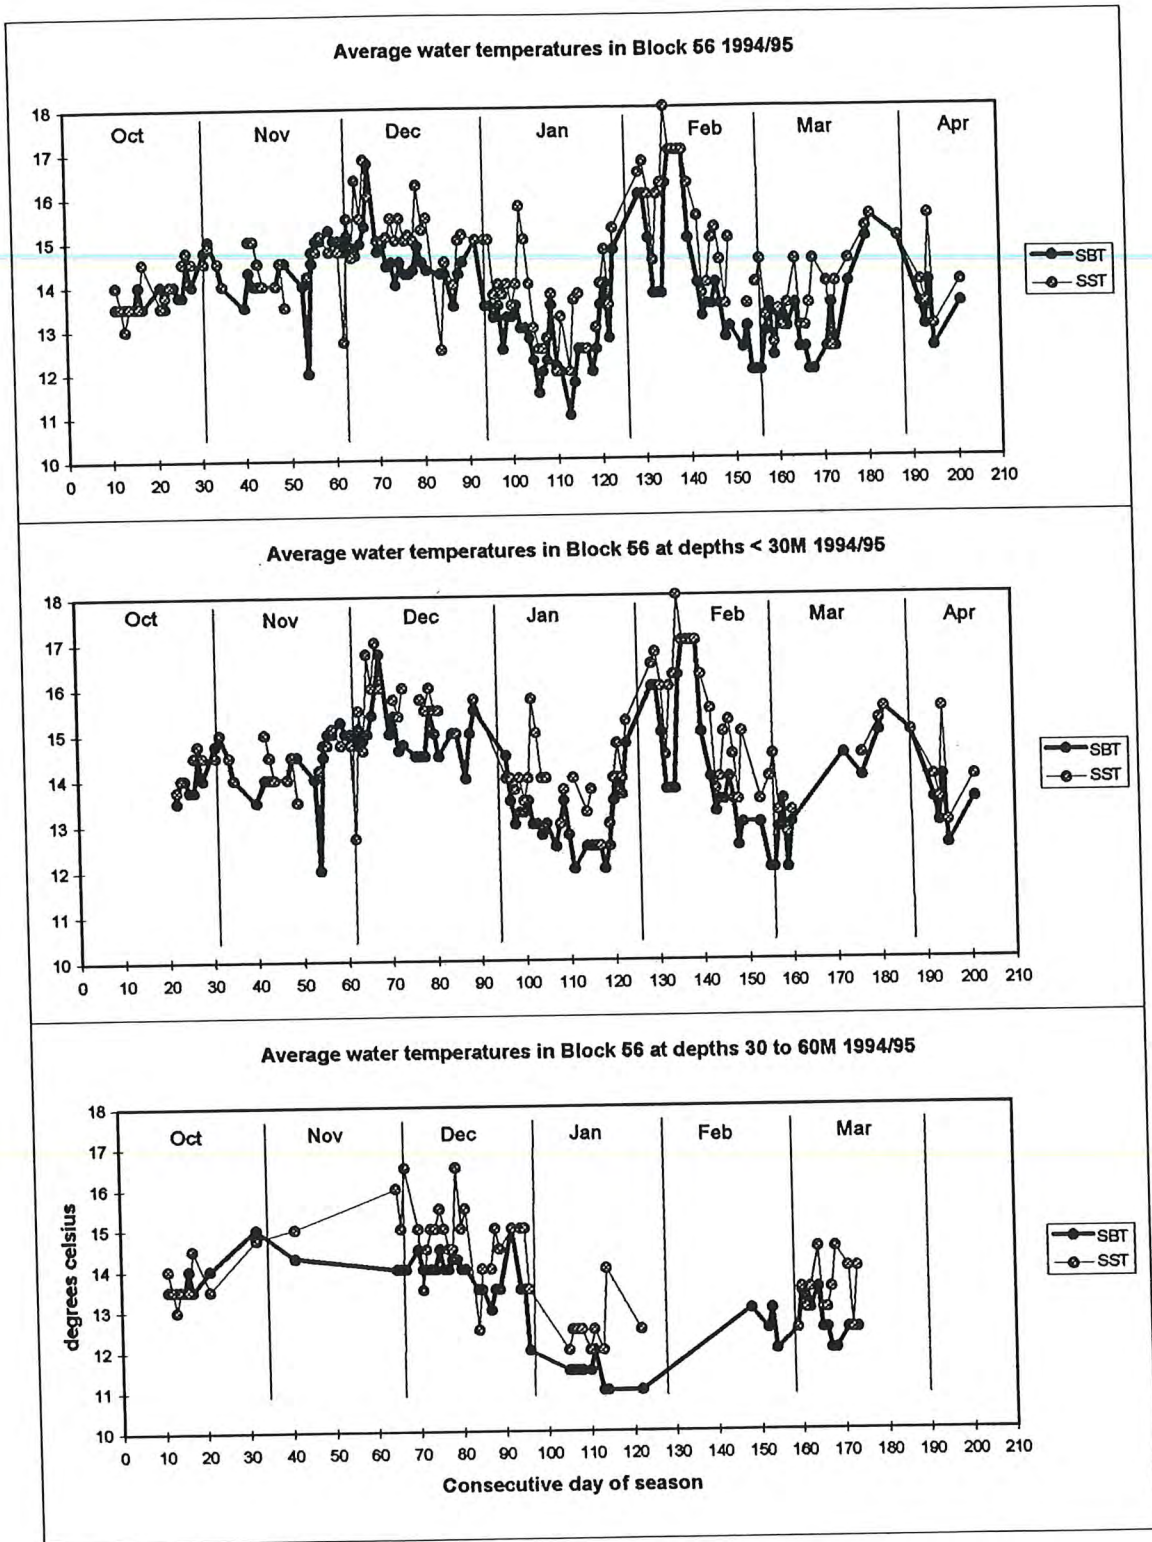 Average water temperatures in Block 56 1994/95
18
17
16
15
14
13
12
11
10
Oct Nov Dec Jan Feb Mar Apr
0 10 20 30 40 50 60 70 80 90 100 110 120 130 140 150 160 170 180 190 200 210
SBT
SST
Average water temperatures in Block 56 at depths < 30M 1994/95
18
17
16
15
14
13
12
11
10
Oct Nov Dec Jan Feb Mar Apr
0 10 20 30 40 50 60 70 80 90 100 110 120 130 140 150 160 170 180 190 200 210
SBT
SST
Average water temperatures in Block 56 at depths 30 to 60M 1994/95
degrees celsius
18
17
16
15
14
13
12
11
10
Oct Nov Dec Jan Feb Mar
0 10 20 30 40 50 60 70 80 90 100 110 120 130 140 150 160 170 180 190 200 210
Consecutive day of season
SBT
SST